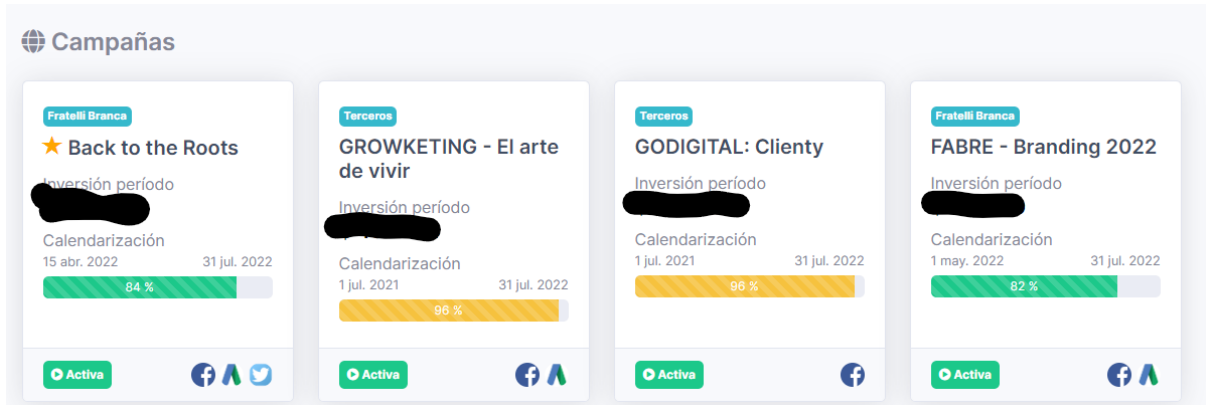 Campañas
Fratelli Branca
Back to the Roots
Inversión período
Calendarización
15 abr. 2022 31 jul. 2022
84 %
Activa
Terceros
GROWKETING - El arte
de vivir
Inversión período
Calendarización
1 jul. 2021 31 jul. 2022
96 %
Activa
Terceros
GODIGITAL: Clienty
Inversión período
Calendarización
1 jul. 2021 31 jul. 2022
96 %
Activa
Fratelli Branca
FABRE - Branding 2022
Inversión período
Calendarización
1 may. 2022 31 jul. 2022
82 %
Activa